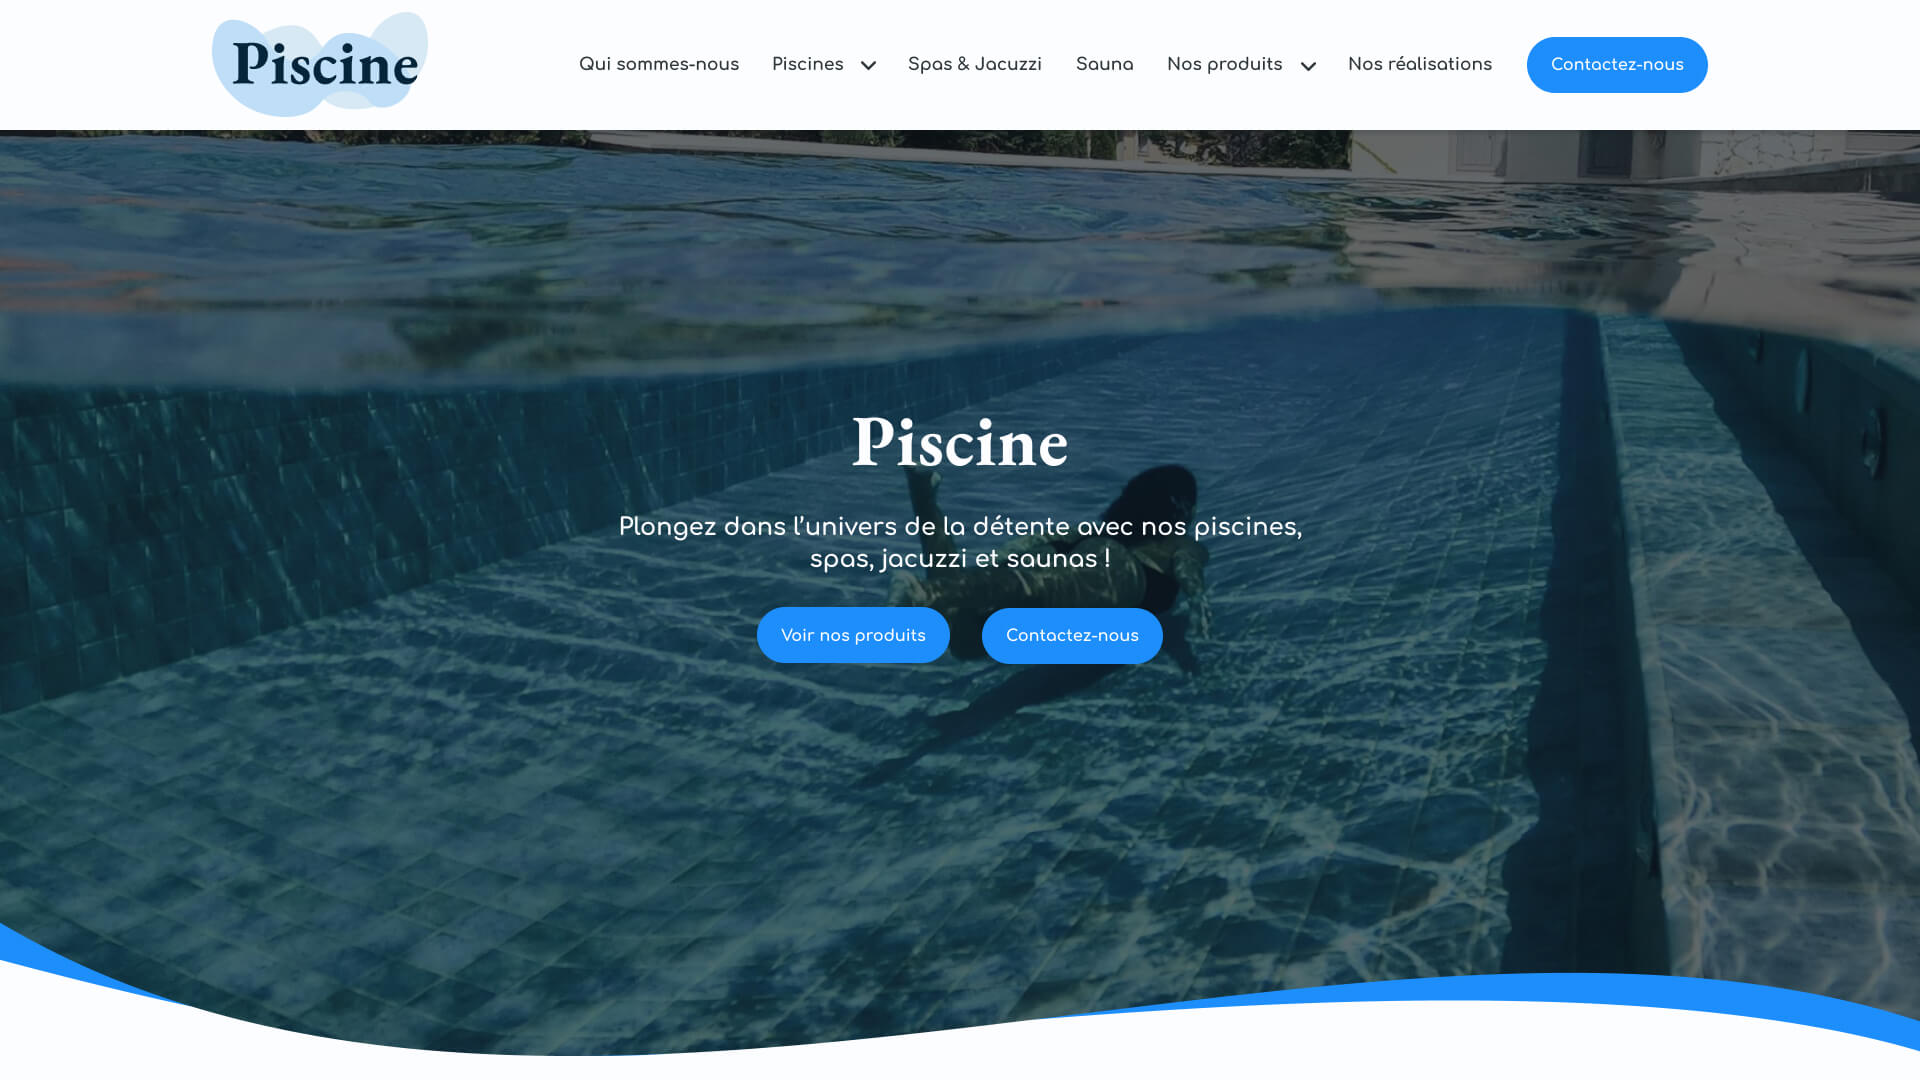 Piscine
Qui sommes-nous
Piscines
Spas & Jacuzzi
Sauna
Nos produits
Nos réalisations
Contactez-nous
Piscine
Plongez dans l’univers de la détente avec nos piscines,
spas, jacuzzi et saunas !
Voir nos produits
Contactez-nous